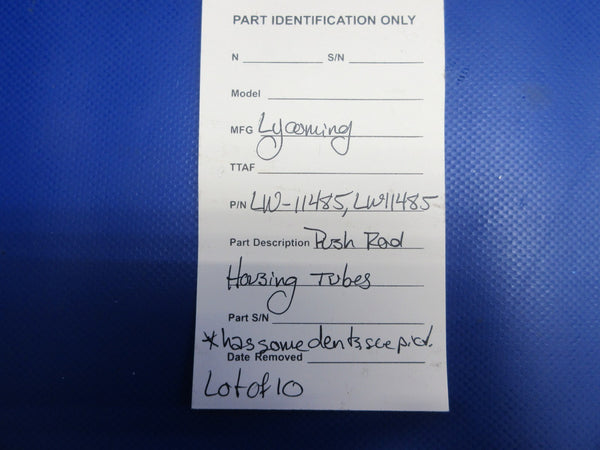 PART IDENTIFICATION ONLY
N S/N
Model
MFG Lycoming
TTAF
P/N LW-11485, LW11485
Part Description Push Rod
Housing Tubes
Part S/N
*has some dents see pics.
Date Removed
Lot of 10